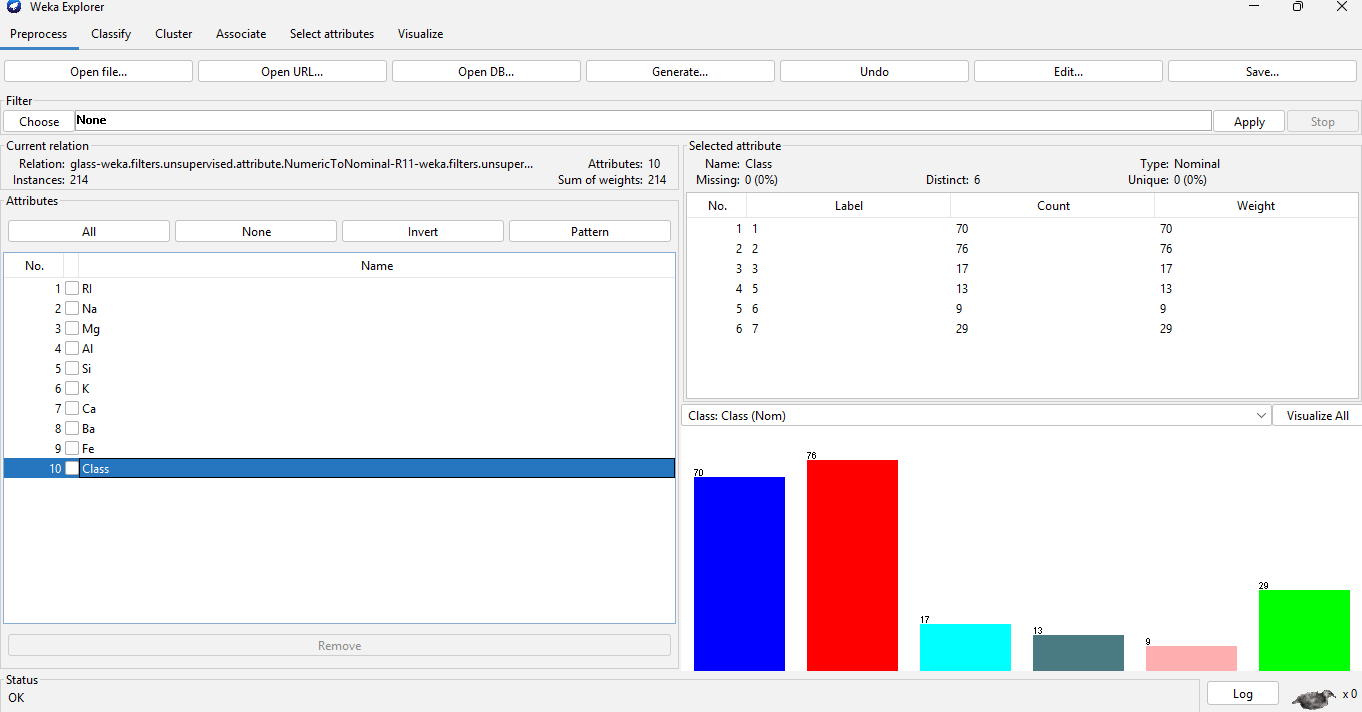 Weka Explorer
Preprocess Classify Cluster Associate Select attributes Visualize
Open file... Open URL... Open DB... Generate... Undo Edit... Save...
Filter
Choose None Apply Stop
Current relation
Relation: glass-weka.filters.unsupervised.attribute.NumericToNominal-R11-weka.filters.unsuper... Attributes: 10
Instances: 214 Sum of weights: 214
Attributes
All None Invert Pattern
No. Name
1 RI
2 Na
3 Mg
4 Al
5 Si
6 K
7 Ca
8 Ba
9 Fe
10 Class
Remove
Selected attribute
Name: Class Type: Nominal
Missing: 0 (0%) Distinct: 6 Unique: 0 (0%)
No. Label Count Weight
1 1 70 70
2 2 76 76
3 3 17 17
4 5 13 13
5 6 9 9
6 7 29 29
Class: Class (Nom) Visualize All
70 76 17 13 9 29
Status
OK Log x 0